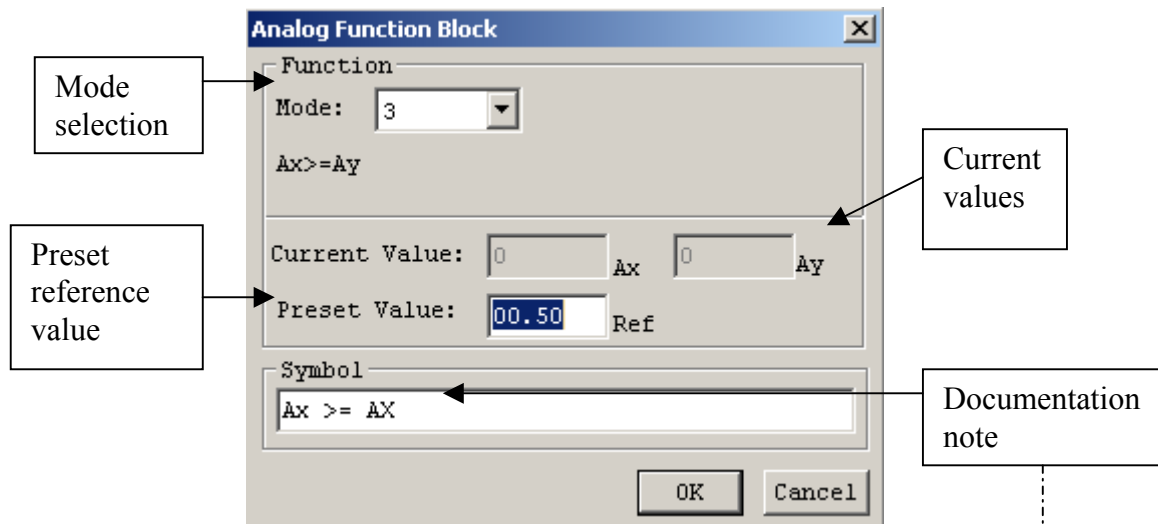 Analog Function Block
Function
Mode
selection
Mode: 3
Ax>=Ay
Current
values
Preset
reference
value
Current Value: 0 Ax 0 Ay
Preset Value: 00.50 Ref
Symbol
Ax >= AX
Documentation
note
OK Cancel